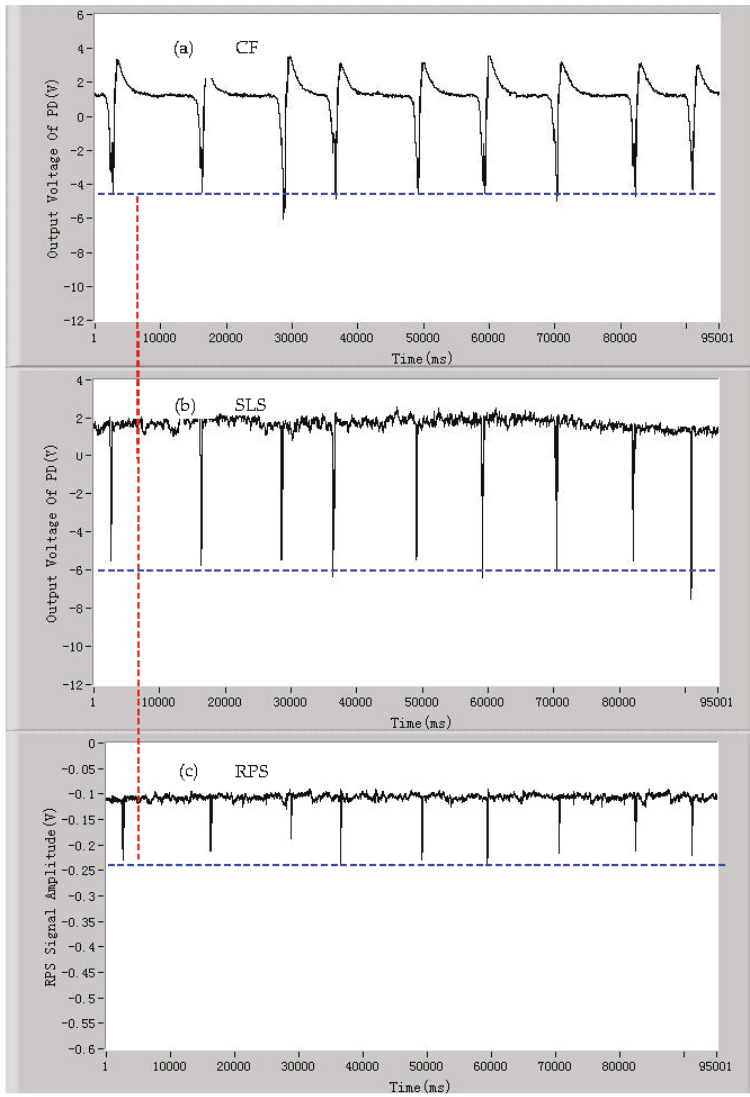 (a) CF
Output Voltage Of PD(V)
6
4
2
0
-2
-4
-6
-8
-10
-12
1 10000 20000 30000 40000 50000 60000 70000 80000 95001
Time(ms)
(b) SLS
Output Voltage Of PD(V)
4
2
0
-2
-4
-6
-8
-10
-12
1 10000 20000 30000 40000 50000 60000 70000 80000 95001
Time(ms)
(c) RPS
RPS Signal Amplitude(V)
0
-0.05
-0.1
-0.15
-0.2
-0.25
-0.3
-0.35
-0.4
-0.45
-0.5
-0.55
-0.6
1 10000 20000 30000 40000 50000 60000 70000 80000 95001
Time(ms)